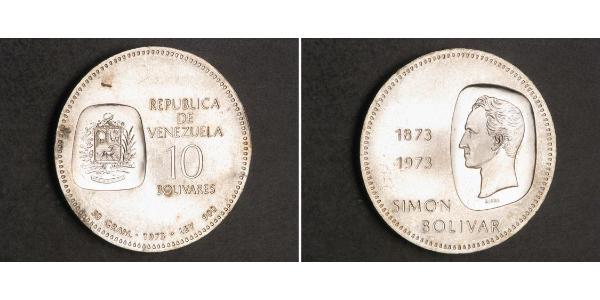 REPUBLICA
DE
VENEZUELA
10
BOLIVARES
30 GRAM. - 1973 - LEY 900
1873
1973
SIMON
BOLIVAR